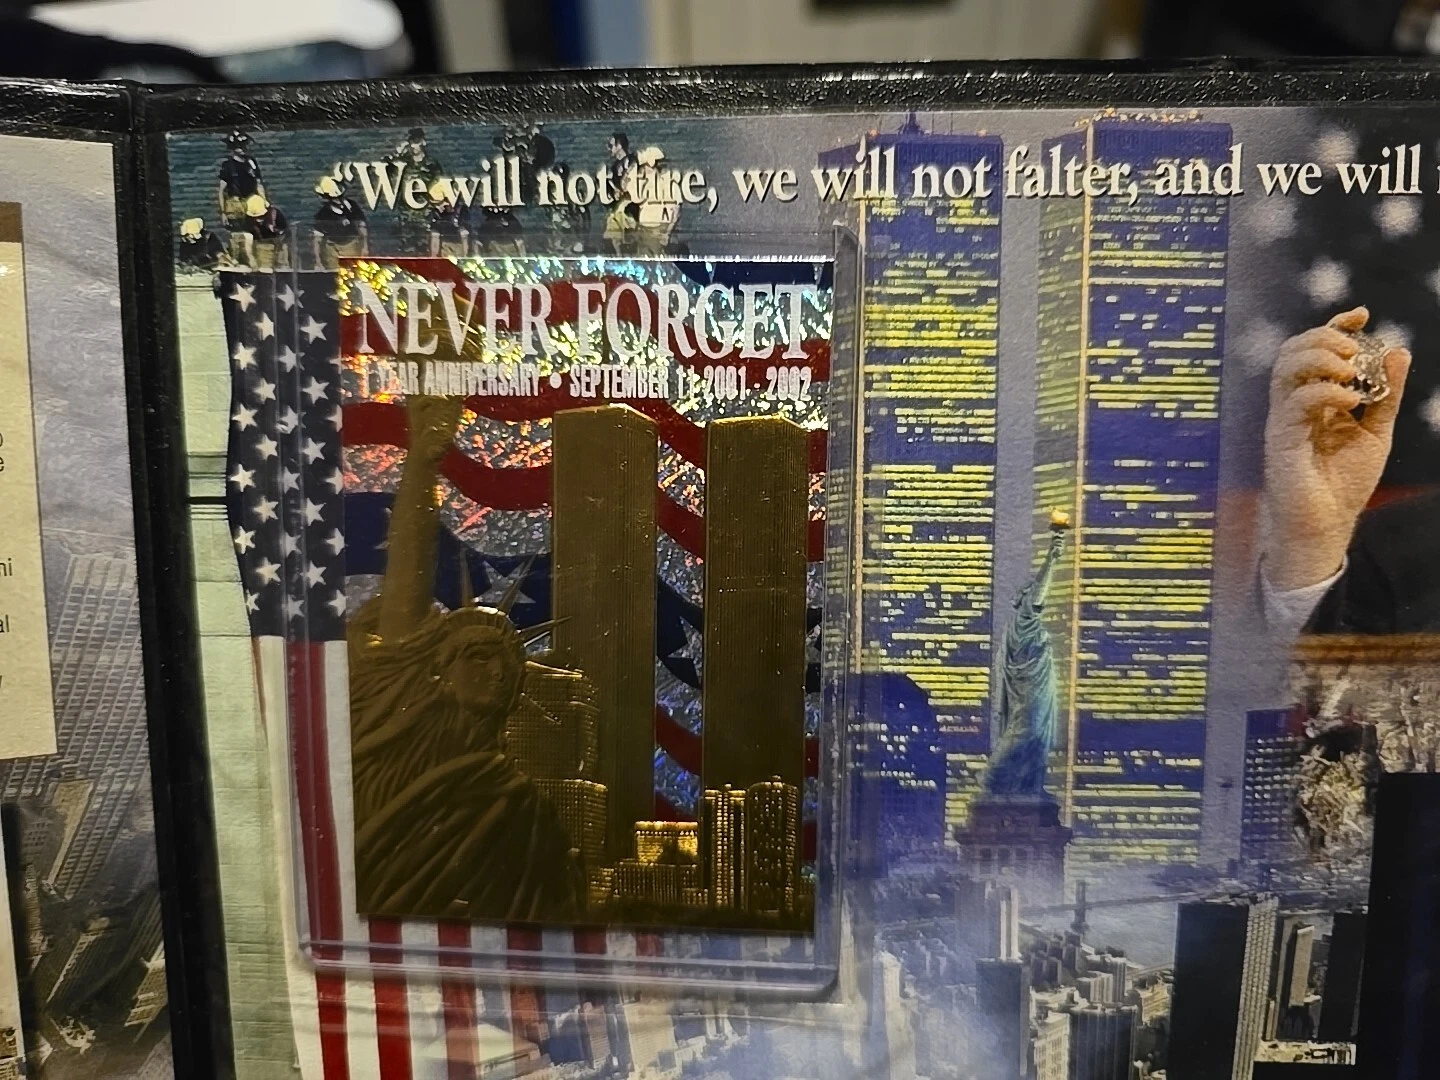 “We will not tire, we will not falter, and we will
NEVER FORGET
1 YEAR ANNIVERSARY • SEPTEMBER 11 2001 - 2002